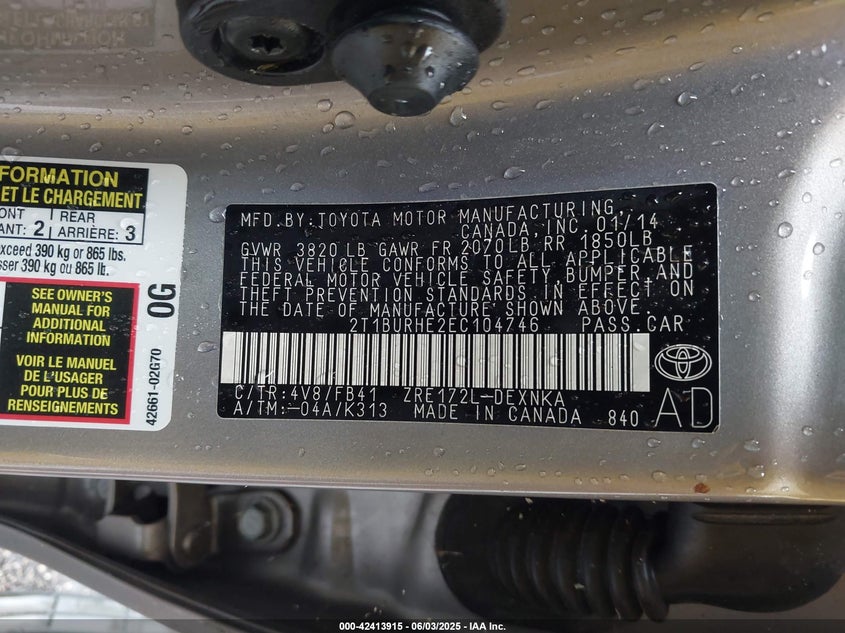 FORMATION
ET LE CHARGEMENT
ONT
ANT: 2
REAR
ARRIÈRE: 3
exceed 390 kg or 865 lbs.
sser 390 kg ou 865 lb.
SEE OWNER'S
MANUAL FOR
ADDITIONAL
INFORMATION
VOIR LE MANUEL
DE L'USAGER
POUR PLUS DE
RENSEIGNEMENTS
0G
42661-02G70
MFD.BY:TOYOTA MOTOR MANUFACTURING
CANADA, INC. 01/14
GVWR 3820LB GAWR FR 2070LB RR 1850LB
THIS VEHICLE CONFORMS TO ALL APPLICABLE
FEDERAL MOTOR VEHICLE SAFETY, BUMPER, AND
THEFT PREVENTION STANDARDS IN EFFECT ON
THE DATE OF MANUFACTURE SHOWN ABOVE.
2T1BURHE2EC104746 PASS.CAR
C/TR:4V8/FB41 ZRE172L-DEXNKA
A/TM:-04A/K313 MADE IN CANADA 840
AD
000-42413915 - 06/03/2025 - IAA Inc.